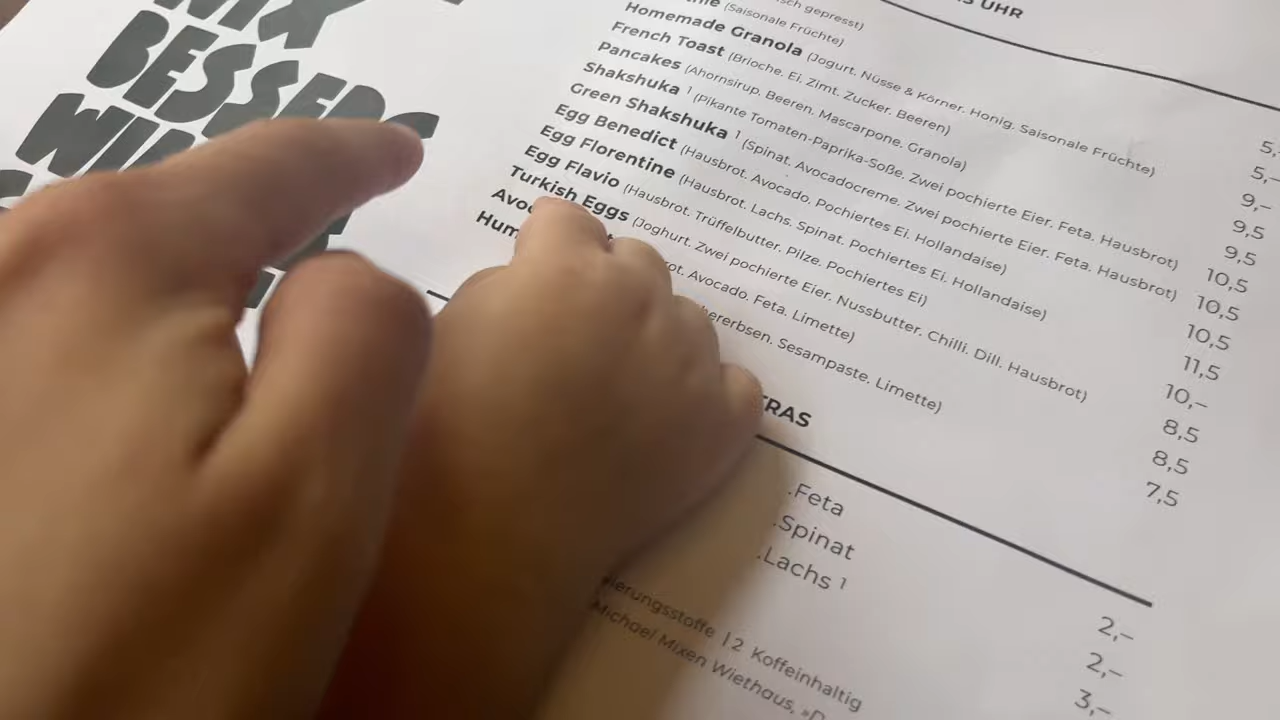 NIX
BESSERS
UHR
(Saisonale Früchte)
Homemade Granola (Jogurt, Nüsse & Körner, Honig, Saisonale Früchte)
French Toast (Brioche, Ei, Zimt, Zucker, Beeren)
Pancakes (Ahornsirup, Beeren, Mascarpone, Granola)
Shakshuka ¹ (Pikante Tomaten-Paprika-Soße, Zwei pochierte Eier, Feta, Hausbrot)
Green Shakshuka ¹ (Spinat, Avocadocreme, Zwei pochierte Eier, Feta, Hausbrot)
Egg Benedict (Hausbrot, Avocado, Pochiertes Ei, Hollandaise)
Egg Florentine (Hausbrot, Lachs, Spinat, Pochiertes Ei, Hollandaise)
Egg Flavio (Hausbrot, Trüffelbutter, Pilze, Pochiertes Ei)
Turkish Eggs (Joghurt, Zwei pochierte Eier, Nussbutter, Chilli, Dill, Hausbrot)
Avocado, Feta, Limette)
Sesampaste, Limette)
5,-
5,-
9,-
9,5
9,5
10,5
10,5
10,5
11,5
10,-
8,5
8,5
7,5
.Feta
.Spinat
.Lachs ¹
2,-
2,-
3,-
| 2 Koffeinhaltig
Michael Mixen Wiethaus,